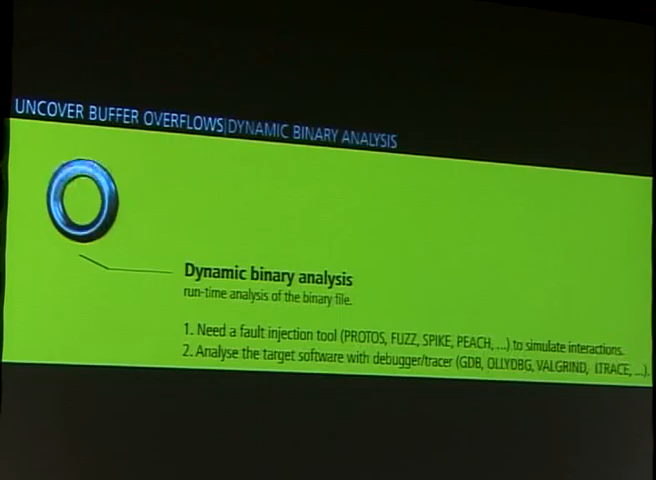 UNCOVER BUFFER OVERFLOWS|DYNAMIC BINARY ANALYSIS
Dynamic binary analysis
run-time analysis of the binary file.
1. Need a fault injection tool (PROTOS, FUZZ, SPIKE, PEACH, ...) to simulate interactions.
2. Analyse the target software with debugger/tracer (GDB, OLLYDBG, VALGRIND, ITRACE, ...).